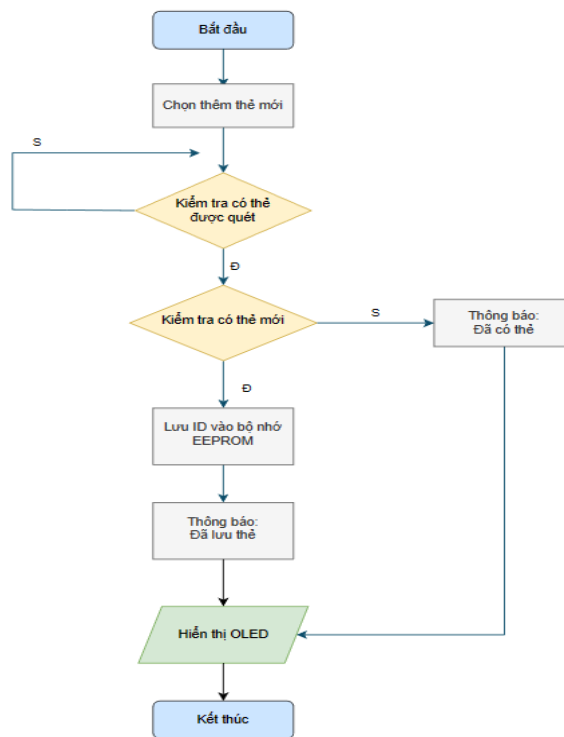 Bắt đầu
Chọn thêm thẻ mới
S
Kiểm tra có thẻ
được quét
Đ
Kiểm tra có thẻ mới
S
Thông báo:
Đã có thẻ
Đ
Lưu ID vào bộ nhớ
EEPROM
Thông báo:
Đã lưu thẻ
Hiển thị OLED
Kết thúc